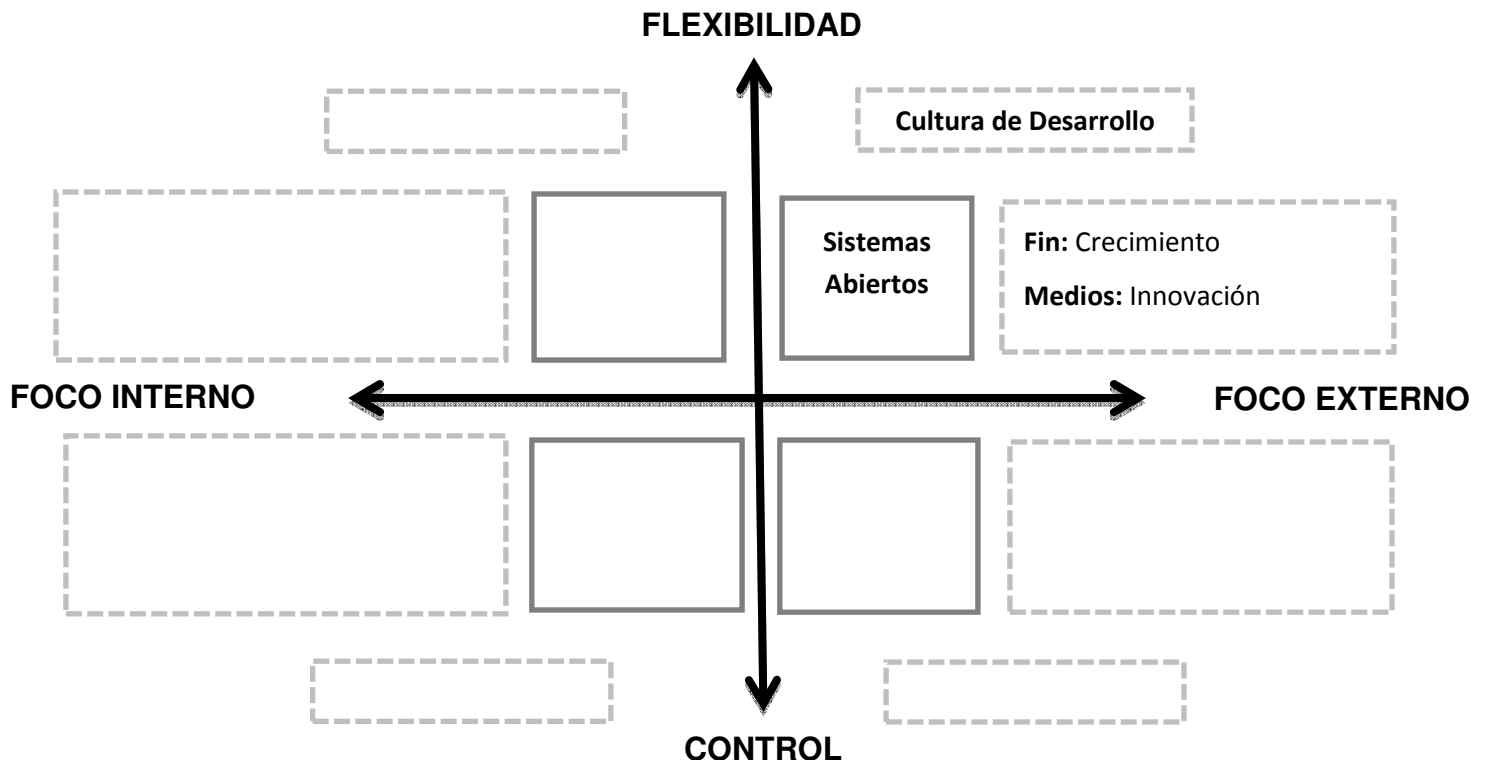 FLEXIBILIDAD
Cultura de Desarrollo
Sistemas
Abiertos
Fin: Crecimiento
Medios: Innovación
FOCO INTERNO
FOCO EXTERNO
CONTROL